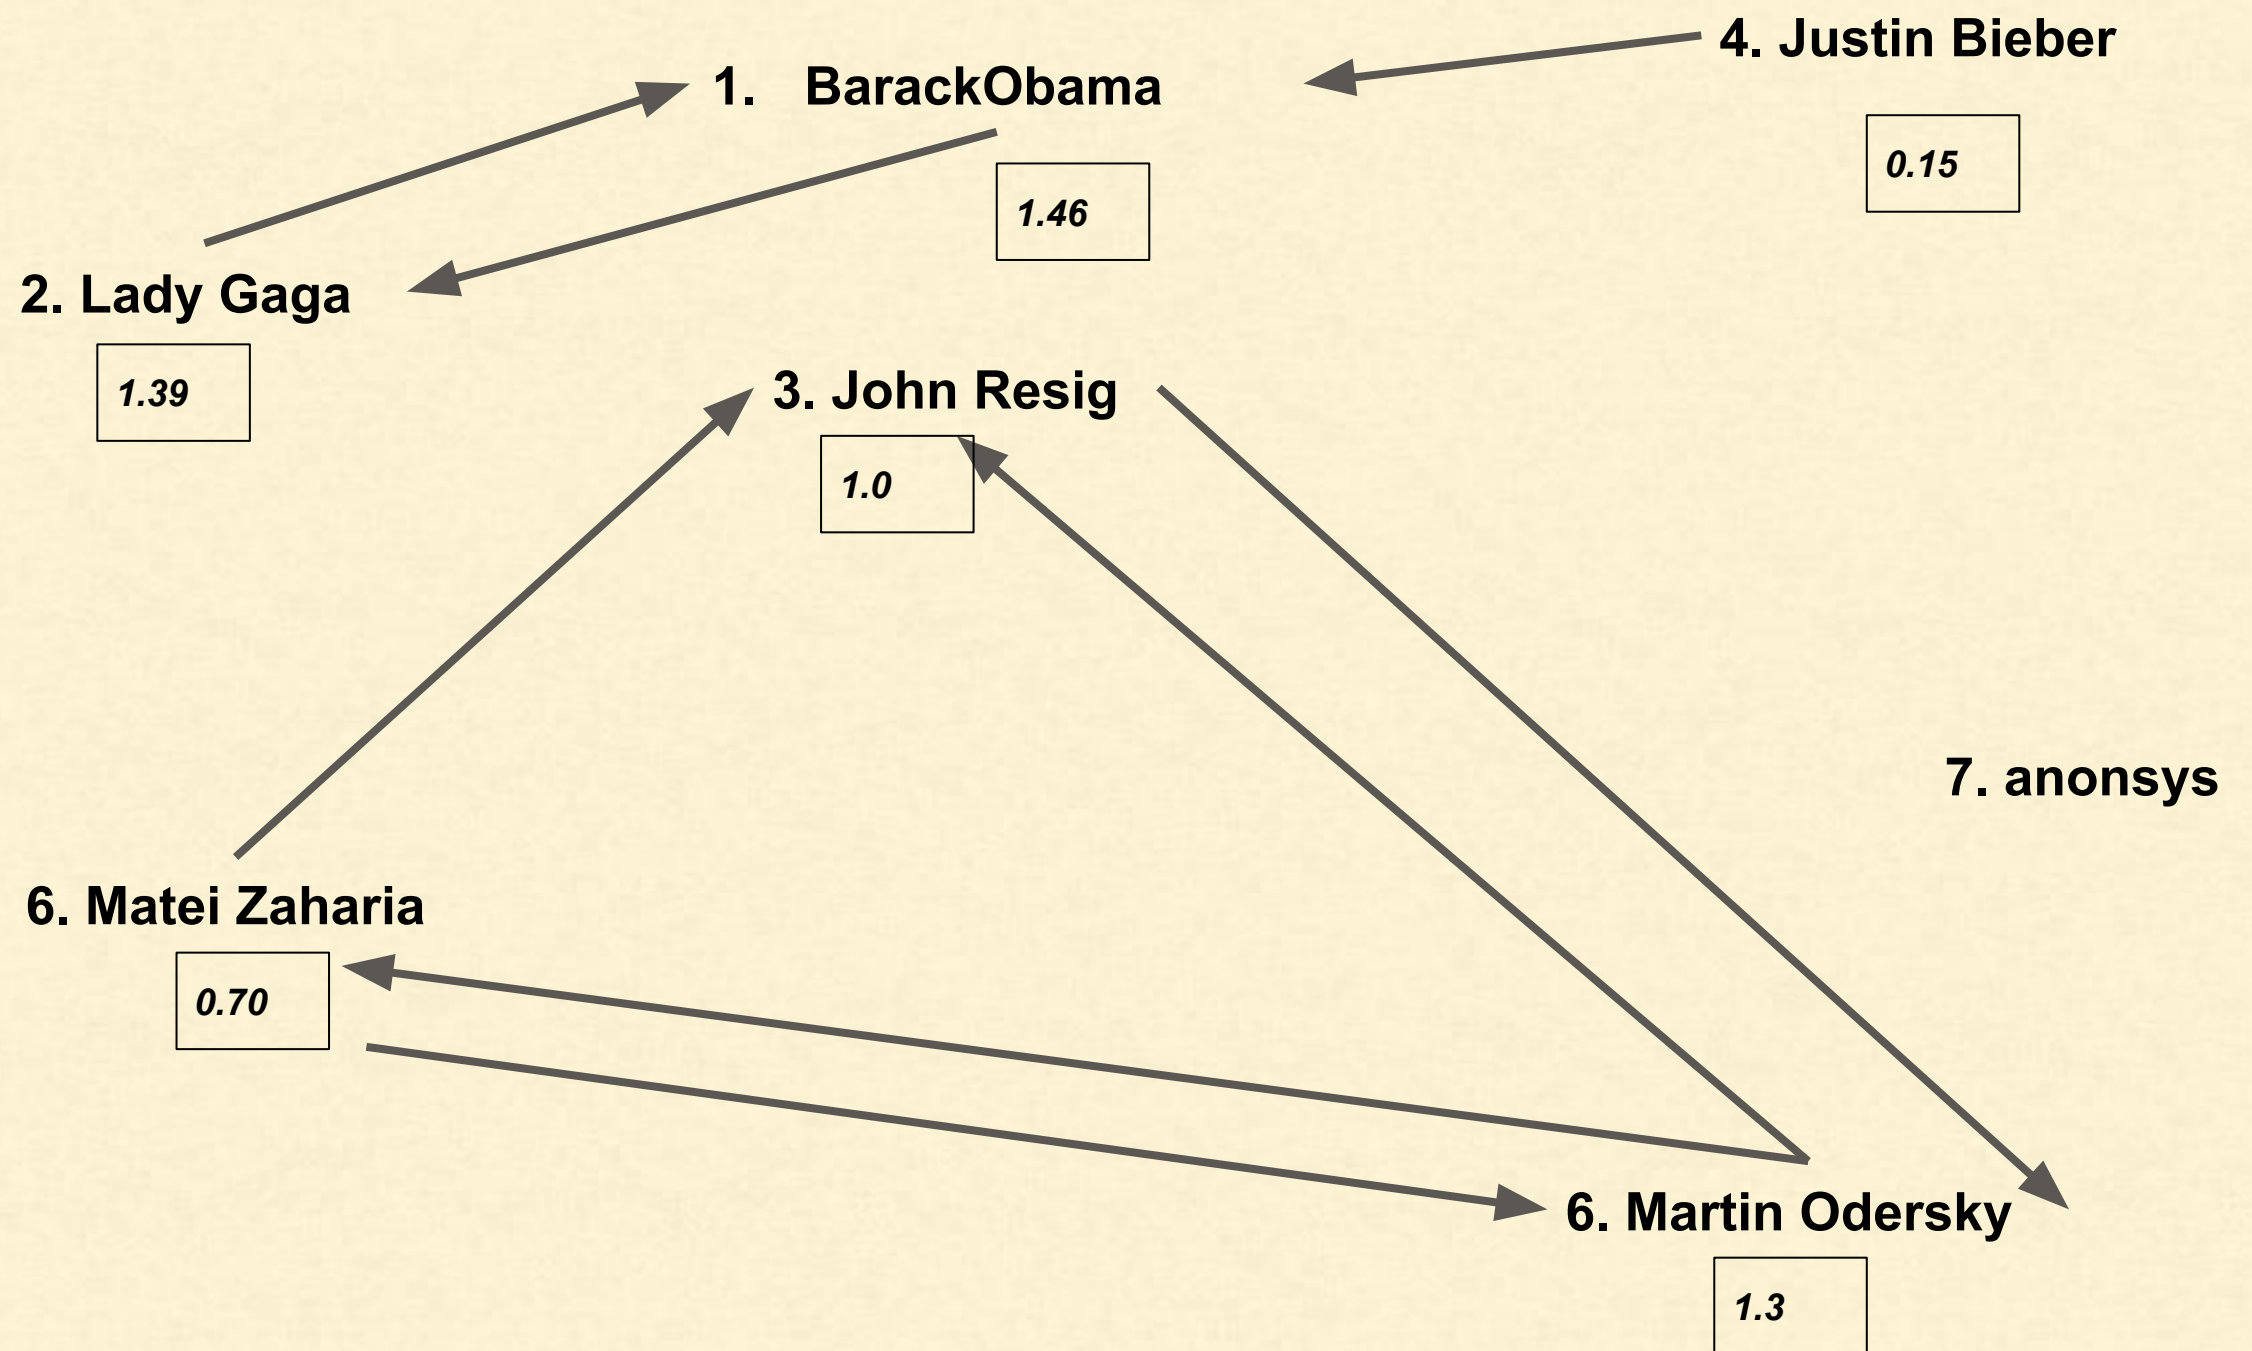 4. Justin Bieber
1. BarackObama
0.15
1.46
2. Lady Gaga
1.39
3. John Resig
1.0
7. anonsys
6. Matei Zaharia
0.70
6. Martin Odersky
1.3